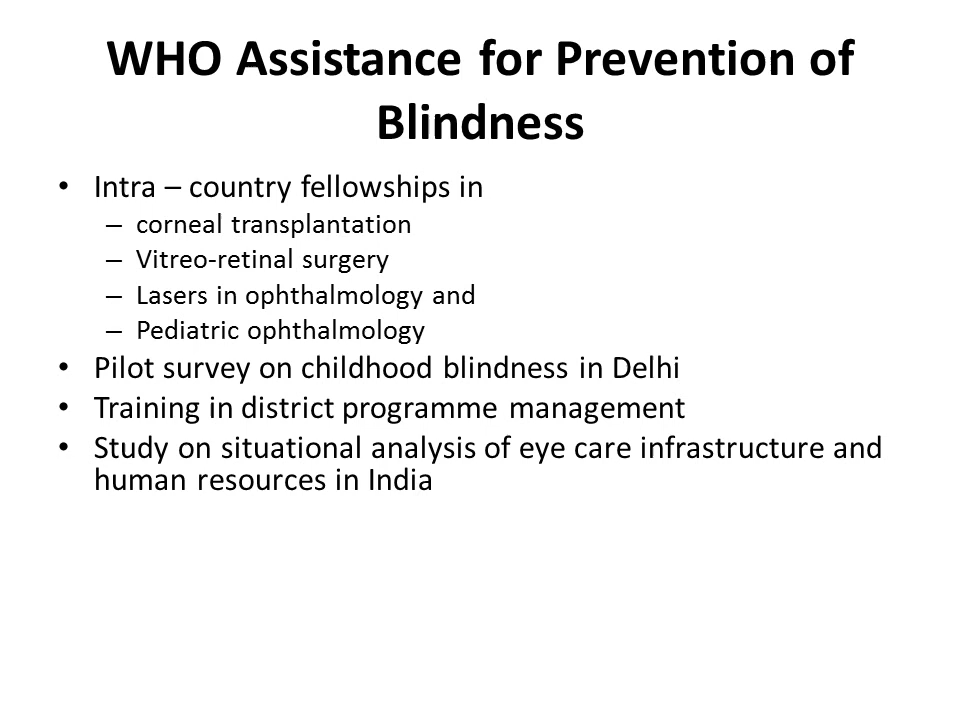 WHO Assistance for Prevention of
Blindness
• Intra – country fellowships in
– corneal transplantation
– Vitreo-retinal surgery
– Lasers in ophthalmology and
– Pediatric ophthalmology
• Pilot survey on childhood blindness in Delhi
• Training in district programme management
• Study on situational analysis of eye care infrastructure and
human resources in India